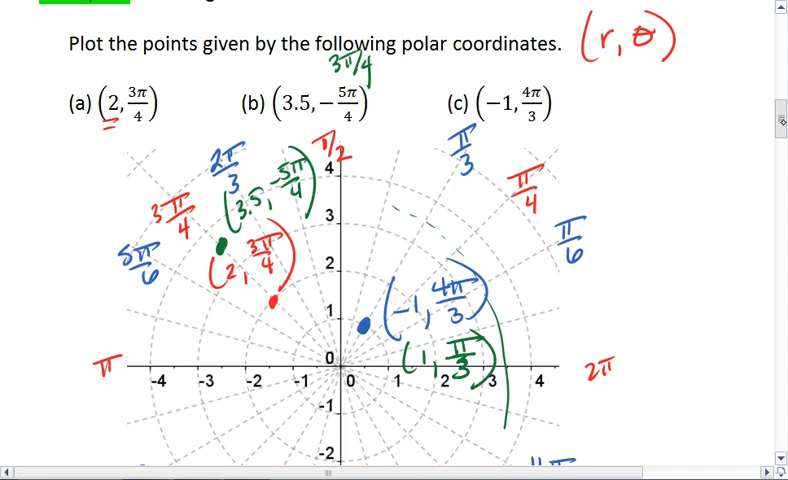 Plot the points given by the following polar coordinates. (r, θ)
3π/4
(a) (2, 3π/4) (b) (3.5, −5π/4) (c) (−1, 4π/3)
2π/3 π/2 4 π/3
3π/4 (3.5, -5π/4) π/4
5π/6 (2, 3π/4) 3 π/6
2
1 (-1, 4π/3)
(1, π/3)
π 0 2π
-4 -3 -2 -1 0 1 2 3 4
-1
-2